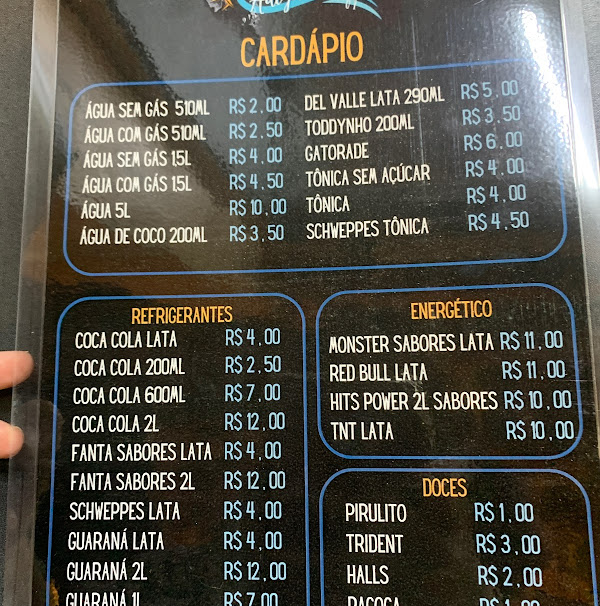 CARDÁPIO
ÁGUA SEM GÁS 510ML R$ 2,00
ÁGUA COM GÁS 510ML R$ 2,50
ÁGUA SEM GÁS 1,5L R$ 4,00
ÁGUA COM GÁS 1,5L R$ 4,50
ÁGUA 5L R$ 10,00
ÁGUA DE COCO 200ML R$ 3,50
DEL VALLE LATA 290ML R$ 5,00
TODDYNHO 200ML R$ 3,50
GATORADE R$ 6,00
TÔNICA SEM AÇÚCAR R$ 4,00
TÔNICA R$ 4,00
SCHWEPPES TÔNICA R$ 4,50
REFRIGERANTES
COCA COLA LATA R$ 4,00
COCA COLA 200ML R$ 2,50
COCA COLA 600ML R$ 7,00
COCA COLA 2L R$ 12,00
FANTA SABORES LATA R$ 4,00
FANTA SABORES 2L R$ 12,00
SCHWEPPES LATA R$ 4,00
GUARANÁ LATA R$ 4,00
GUARANÁ 2L R$ 12,00
GUARANÁ 1L R$ 7,00
ENERGÉTICO
MONSTER SABORES LATA R$ 11,00
RED BULL LATA R$ 11,00
HITS POWER 2L SABORES R$ 10,00
TNT LATA R$ 10,00
DOCES
PIRULITO R$ 1,00
TRIDENT R$ 3,00
HALLS R$ 2,00
PAÇOCA R$ 1,00